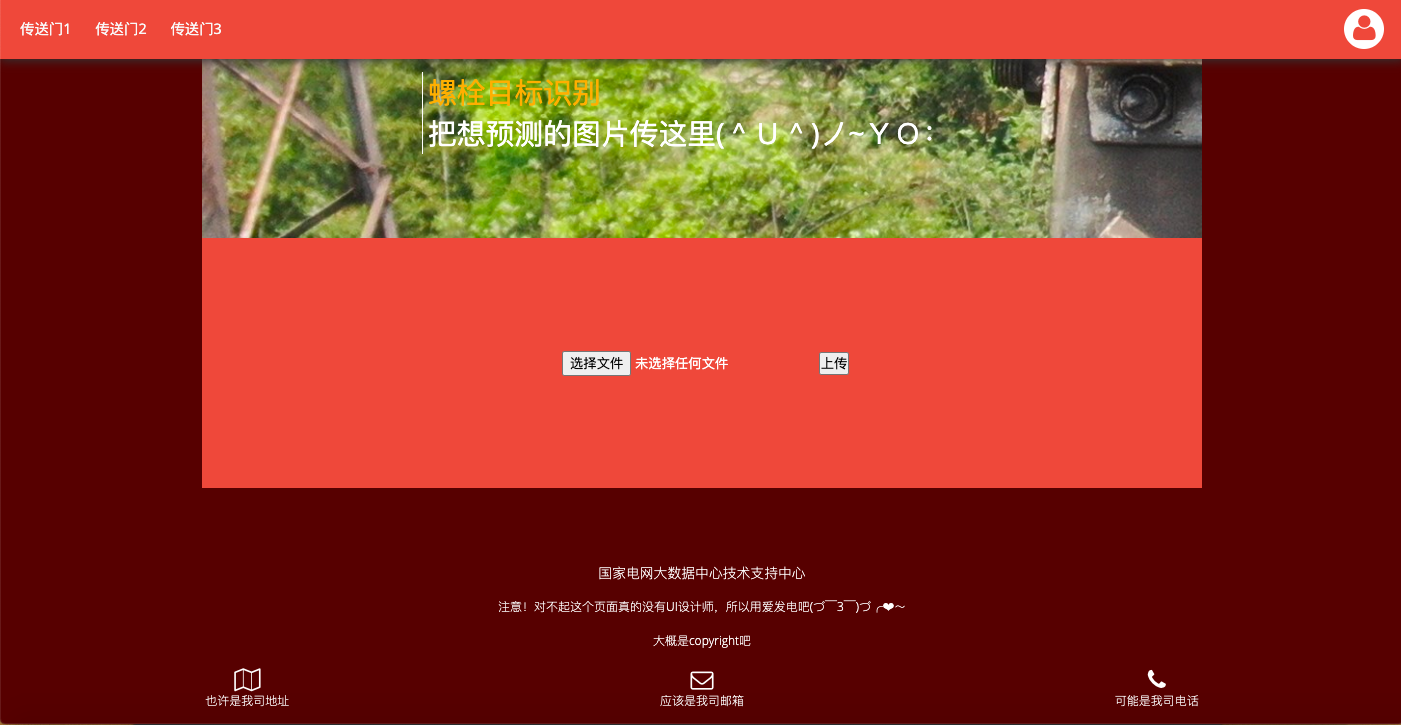 传送门1 传送门2 传送门3
螺栓目标识别
把想预测的图片传这里(＾Ｕ＾)ノ~ＹＯ：
选择文件 未选择任何文件 上传
国家电网大数据中心技术支持中心
注意！对不起这个页面真的没有UI设计师，所以用爱发电吧(づ￣3￣)づ╭❤～
大概是copyright吧
也许是我司地址 应该是我司邮箱 可能是我司电话